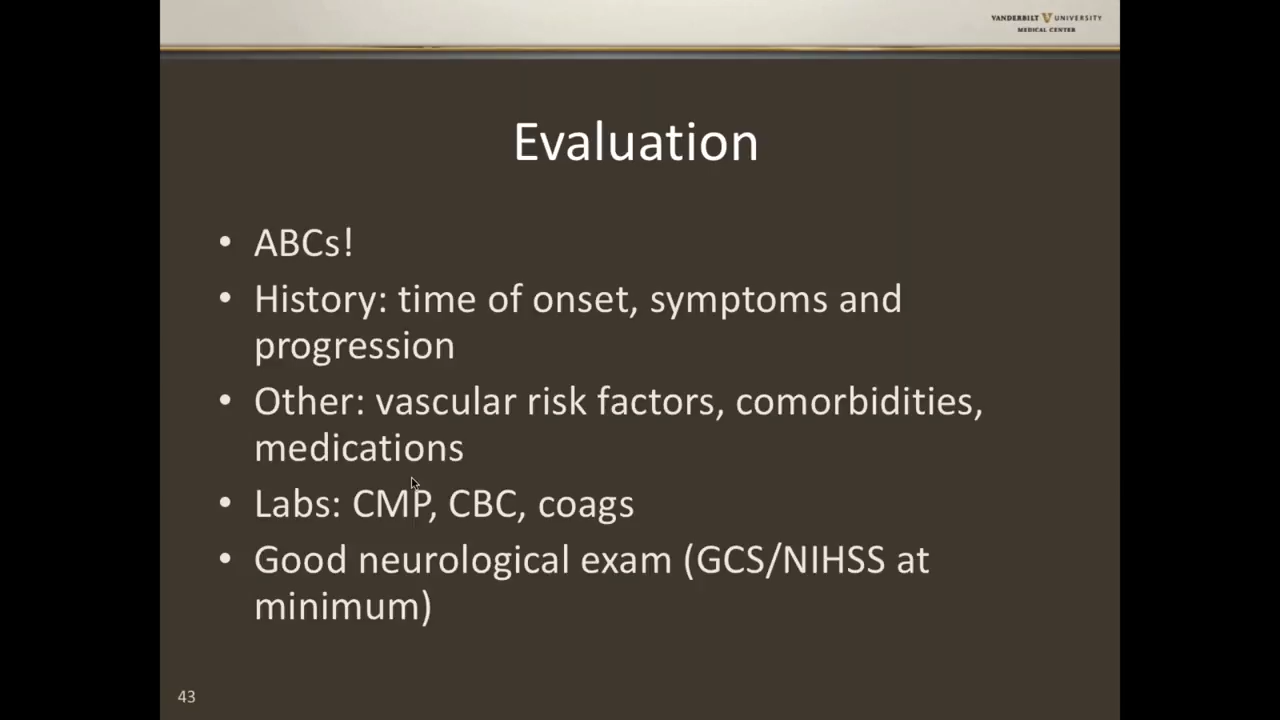 VANDERBILT V UNIVERSITY
MEDICAL CENTER
Evaluation
• ABCs!
• History: time of onset, symptoms and
progression
• Other: vascular risk factors, comorbidities,
medications
• Labs: CMP, CBC, coags
• Good neurological exam (GCS/NIHSS at
minimum)
43